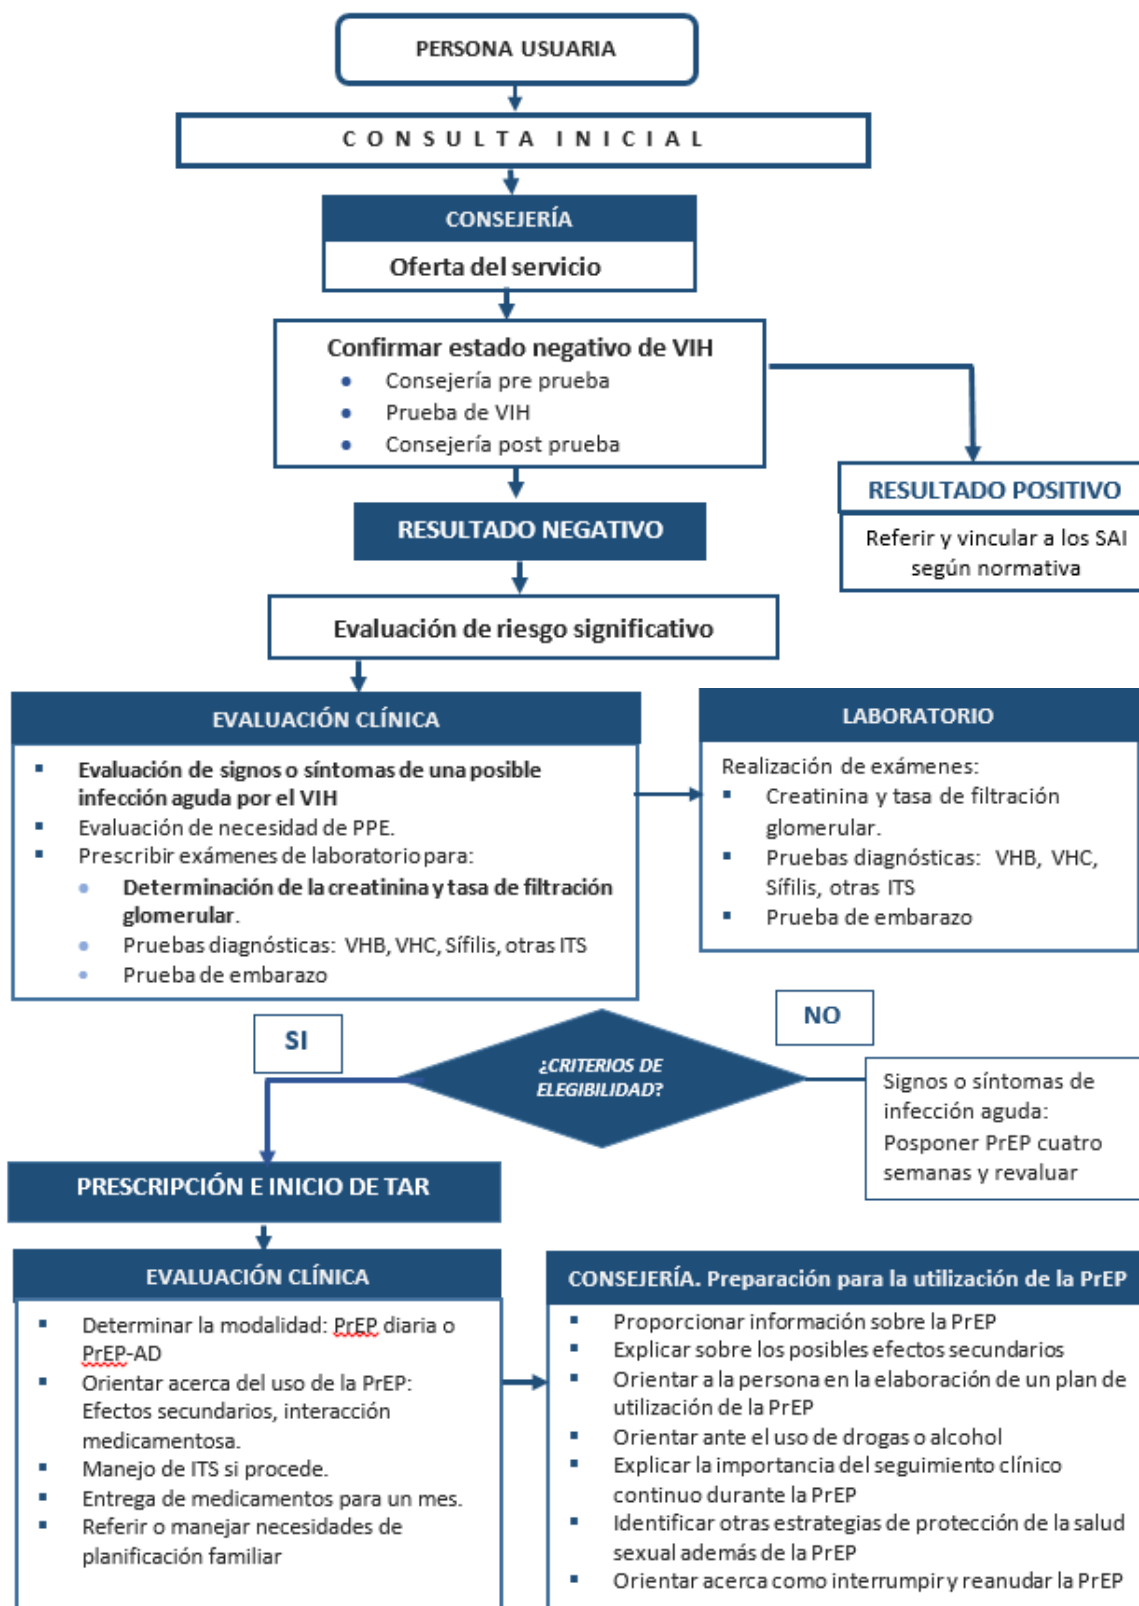 PERSONA USUARIA
CONSULTA INICIAL
CONSEJERÍA
Oferta del servicio
Confirmar estado negativo de VIH
● Consejería pre prueba
● Prueba de VIH
● Consejería post prueba
RESULTADO POSITIVO
Referir y vincular a los SAI
según normativa
RESULTADO NEGATIVO
Evaluación de riesgo significativo
EVALUACIÓN CLÍNICA
▪ Evaluación de signos o síntomas de una posible
infección aguda por el VIH
▪ Evaluación de necesidad de PPE.
▪ Prescribir exámenes de laboratorio para:
● Determinación de la creatinina y tasa de filtración
glomerular.
● Pruebas diagnósticas: VHB, VHC, Sífilis, otras ITS
● Prueba de embarazo
LABORATORIO
Realización de exámenes:
▪ Creatinina y tasa de filtración
glomerular.
▪ Pruebas diagnósticas: VHB, VHC,
Sífilis, otras ITS
▪ Prueba de embarazo
SI
¿CRITERIOS DE
ELEGIBILIDAD?
NO
Signos o síntomas de
infección aguda:
Posponer PrEP cuatro
semanas y revaluar
PRESCRIPCIÓN E INICIO DE TAR
EVALUACIÓN CLÍNICA
▪ Determinar la modalidad: PrEP diaria o
PrEP-AD
▪ Orientar acerca del uso de la PrEP:
Efectos secundarios, interacción
medicamentosa.
▪ Manejo de ITS si procede.
▪ Entrega de medicamentos para un mes.
▪ Referir o manejar necesidades de
planificación familiar
CONSEJERÍA. Preparación para la utilización de la PrEP
▪ Proporcionar información sobre la PrEP
▪ Explicar sobre los posibles efectos secundarios
▪ Orientar a la persona en la elaboración de un plan de
utilización de la PrEP
▪ Orientar ante el uso de drogas o alcohol
▪ Explicar la importancia del seguimiento clínico
continuo durante la PrEP
▪ Identificar otras estrategias de protección de la salud
sexual además de la PrEP
▪ Orientar acerca como interrumpir y reanudar la PrEP